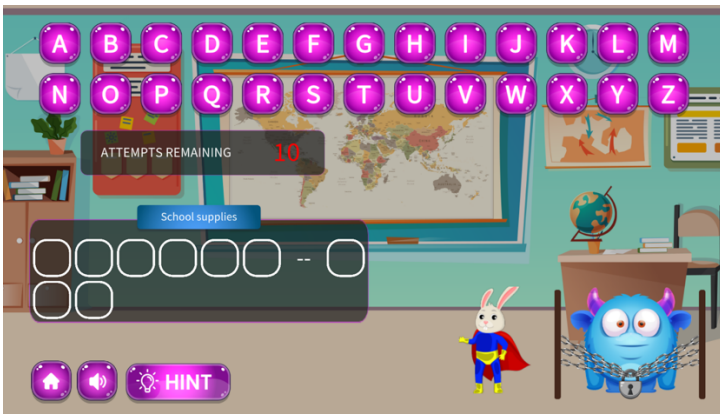 A B C D E F G H I J K L M
N O P Q R S T U V W X Y Z
ATTEMPTS REMAINING 10
School supplies
--
HINT